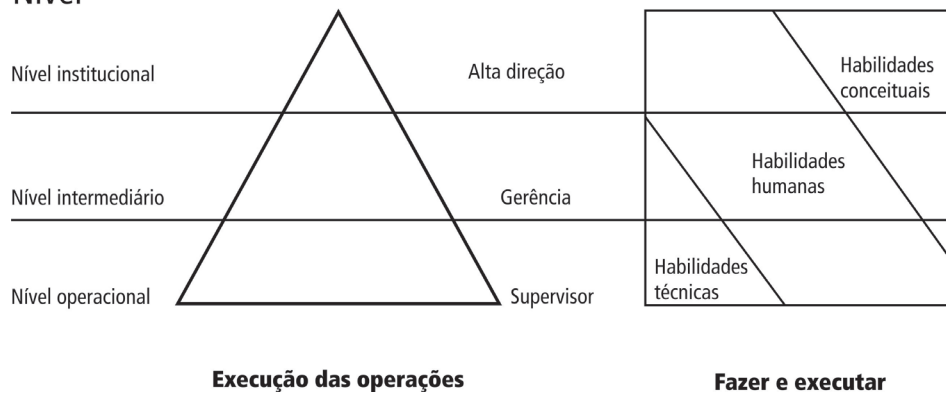 Nível
Nível institucional
Alta direção
Habilidades
conceituais
Nível intermediário
Gerência
Habilidades
humanas
Nível operacional
Supervisor
Habilidades
técnicas
Execução das operações
Fazer e executar